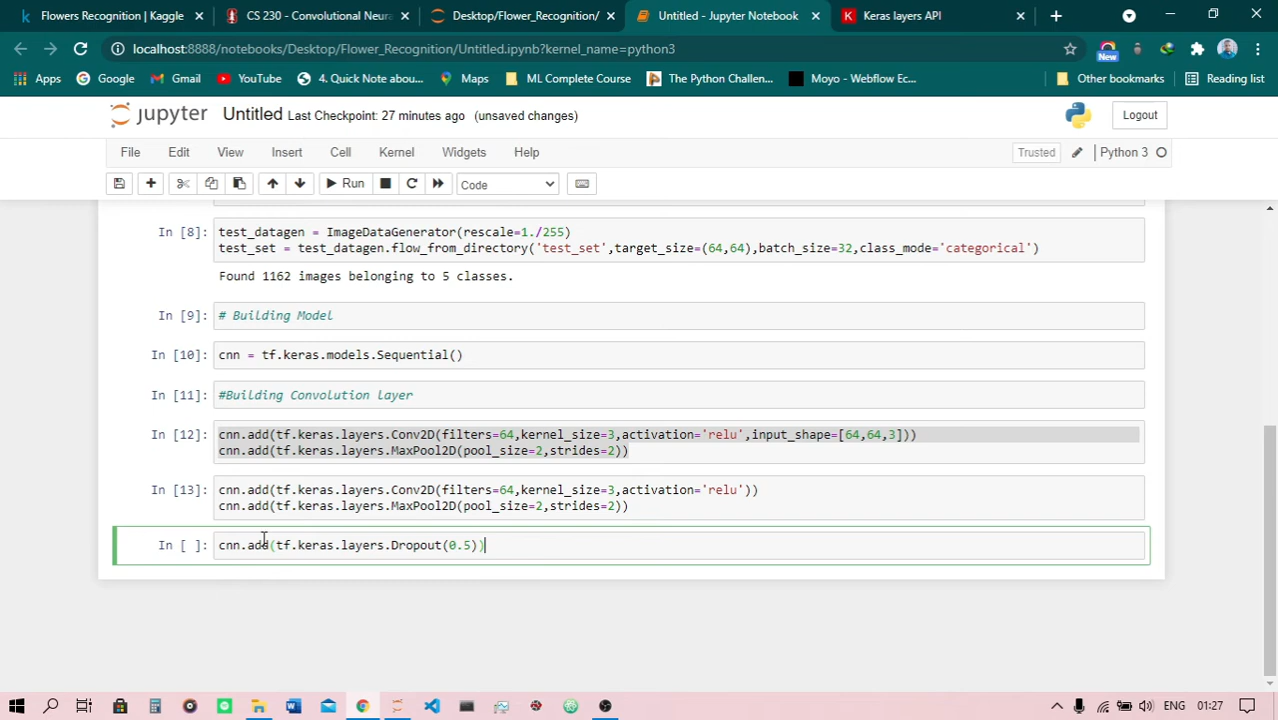 Flowers Recognition | Kaggle
CS 230 - Convolutional Neura
Desktop/Flower_Recognition/
Untitled - Jupyter Notebook
Keras layers API
localhost:8888/notebooks/Desktop/Flower_Recognition/Untitled.ipynb?kernel_name=python3
New
Apps
Google
Gmail
YouTube
4. Quick Note abou...
Maps
ML Complete Course
The Python Challen...
Moyo - Webflow Ec...
Other bookmarks
Reading list
jupyter Untitled Last Checkpoint: 27 minutes ago (unsaved changes)
Logout
File Edit View Insert Cell Kernel Widgets Help
Trusted
Python 3
Run
Code
In [8]: test_datagen = ImageDataGenerator(rescale=1./255)
test_set = test_datagen.flow_from_directory('test_set',target_size=(64,64),batch_size=32,class_mode='categorical')
Found 1162 images belonging to 5 classes.
In [9]: # Building Model
In [10]: cnn = tf.keras.models.Sequential()
In [11]: #Building Convolution layer
In [12]: cnn.add(tf.keras.layers.Conv2D(filters=64,kernel_size=3,activation='relu',input_shape=[64,64,3]))
cnn.add(tf.keras.layers.MaxPool2D(pool_size=2,strides=2))
In [13]: cnn.add(tf.keras.layers.Conv2D(filters=64,kernel_size=3,activation='relu'))
cnn.add(tf.keras.layers.MaxPool2D(pool_size=2,strides=2))
In [ ]: cnn.add(tf.keras.layers.Dropout(0.5))
ENG
01:27